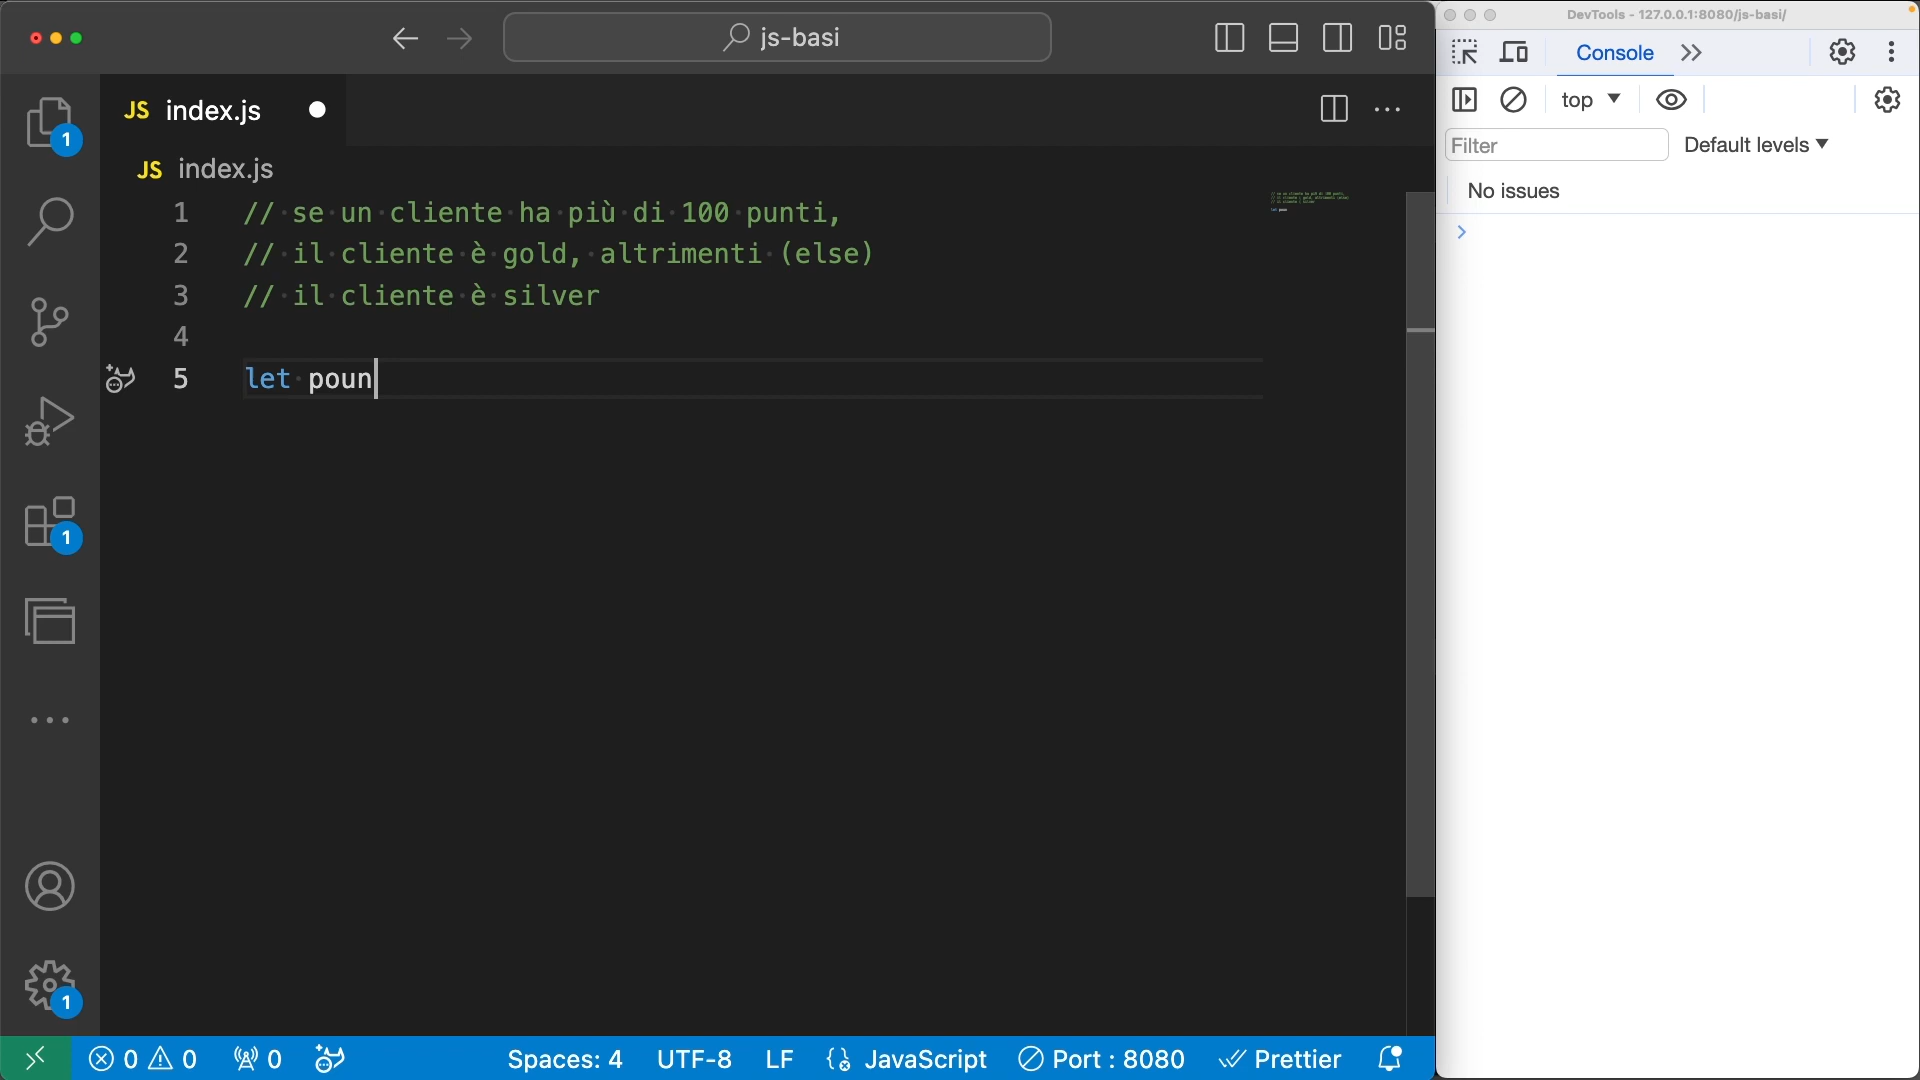 js-basi
JS index.js
1
JS index.js
1 // se un cliente ha più di 100 punti,
2 // il cliente è gold, altrimenti (else)
3 // il cliente è silver
4
5 let poun
1
1
0 0 0 Spaces: 4 UTF-8 LF JavaScript Port : 8080 Prettier
DevTools - 127.0.0.1:8080/js-basi/
Console
top
Filter Default levels
No issues